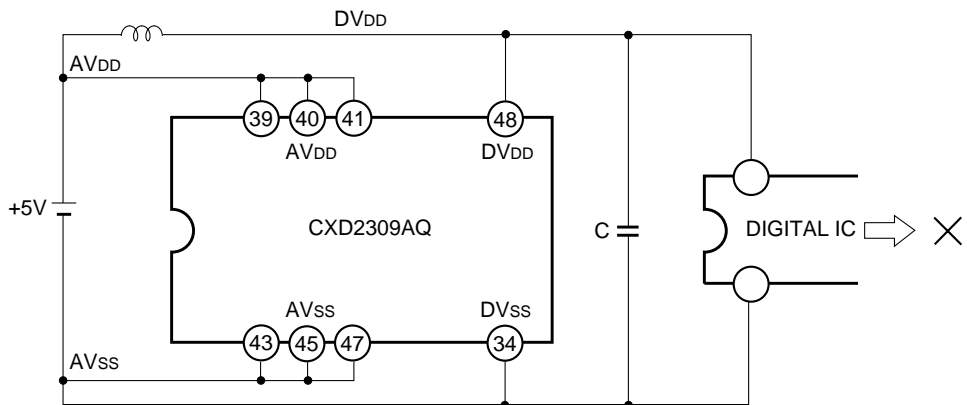 DVDD
AVDD
39 40 41 48
AVDD DVDD
+5V
CXD2309AQ
C
DIGITAL IC
AVSS DVSS
43 45 47 34
AVSS